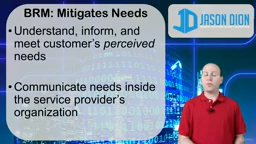 BRM: Mitigates Needs
JASON DION
•Understand, inform, and
meet customer's perceived
needs
•Communicate needs inside
the service provider's
organization